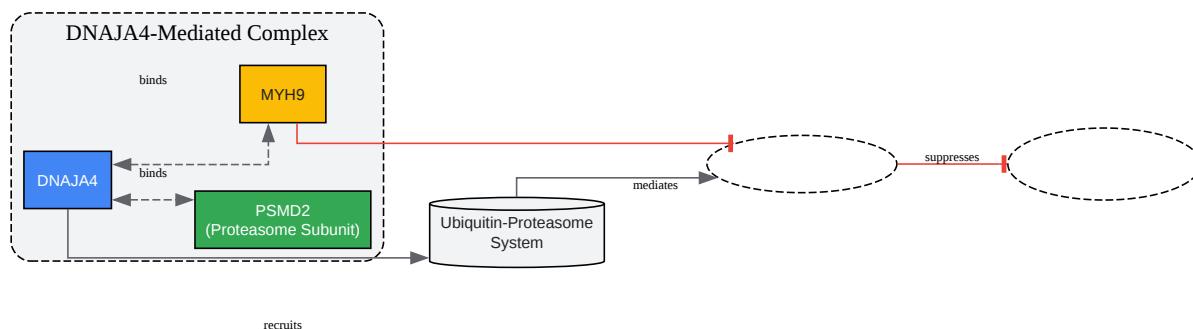 DNAJA4-Mediated Complex
binds
MYH9
binds
DNAJA4
PSMD2
(Proteasome Subunit)
mediates
suppresses
Ubiquitin-Proteasome
System
recruits